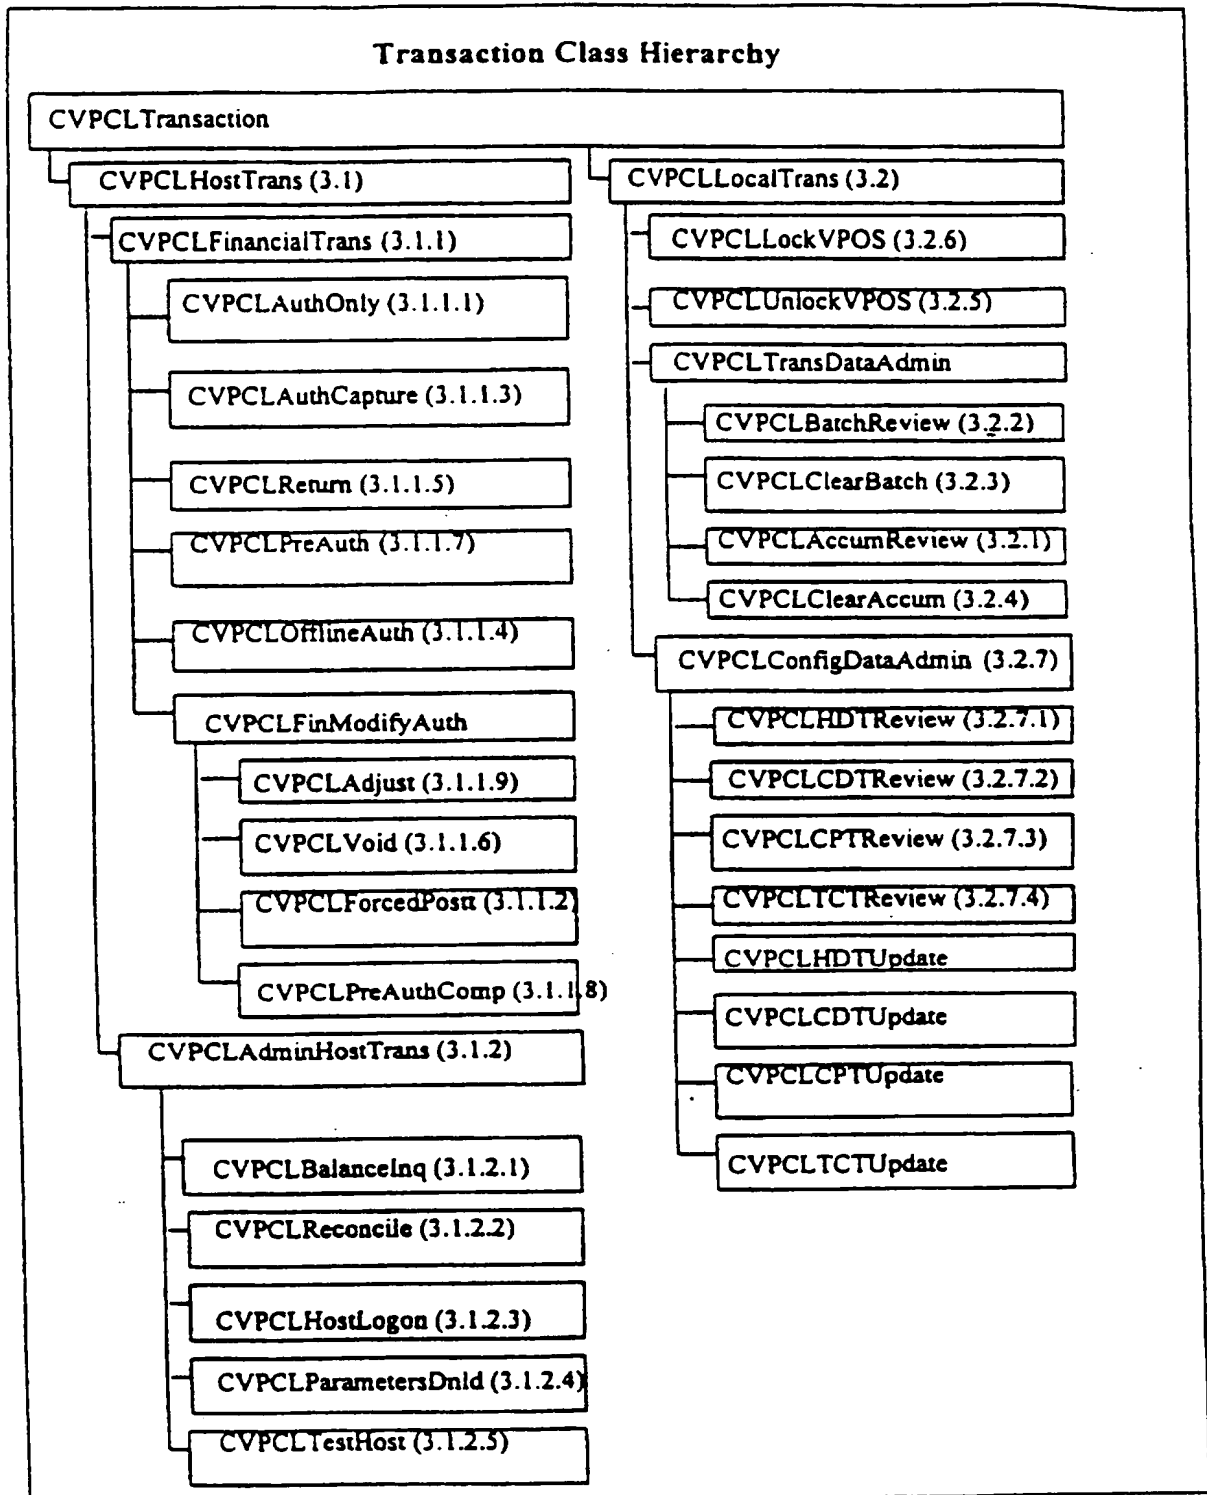 Transaction Class Hierarchy
CVPCLTransaction
CVPCLHostTrans (3.1)
CVPCLFinancialTrans (3.1.1)
CVPCLAuthOnly (3.1.1.1)
CVPCLAuthCapture (3.1.1.3)
CVPCLReturn (3.1.1.5)
CVPCLPreAuth (3.1.1.7)
CVPCLOfflineAuth (3.1.1.4)
CVPCLFinModifyAuth
CVPCLAdjust (3.1.1.9)
CVPCLVoid (3.1.1.6)
CVPCLForcedPostt (3.1.1.2)
CVPCLPreAuthComp (3.1.1.8)
CVPCLAdminHostTrans (3.1.2)
CVPCLBalanceInq (3.1.2.1)
CVPCLReconcile (3.1.2.2)
CVPCLHostLogon (3.1.2.3)
CVPCLParametersDnld (3.1.2.4)
CVPCLTestHost (3.1.2.5)
CVPCLLocalTrans (3.2)
CVPCLLockVPOS (3.2.6)
CVPCLUnlockVPOS (3.2.5)
CVPCLTransDataAdmin
CVPCLBatchReview (3.2.2)
CVPCLClearBatch (3.2.3)
CVPCLAccumReview (3.2.1)
CVPCLClearAccum (3.2.4)
CVPCLConfigDataAdmin (3.2.7)
CVPCLHDTReview (3.2.7.1)
CVPCLCDTReview (3.2.7.2)
CVPCLCPTReview (3.2.7.3)
CVPCLTCTReview (3.2.7.4)
CVPCLHDTUpdate
CVPCLCDTUpdate
CVPCLCPTUpdate
CVPCLTCTUpdate